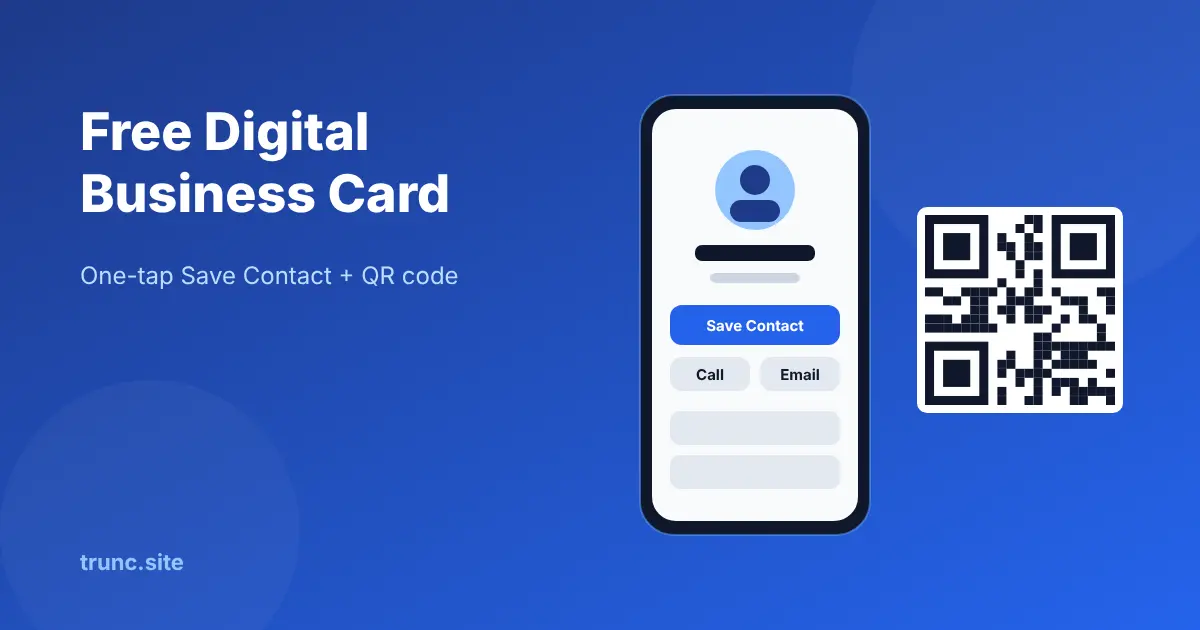 Free Digital
Business Card
One-tap Save Contact + QR code
Save Contact
Call
Email
trunc.site